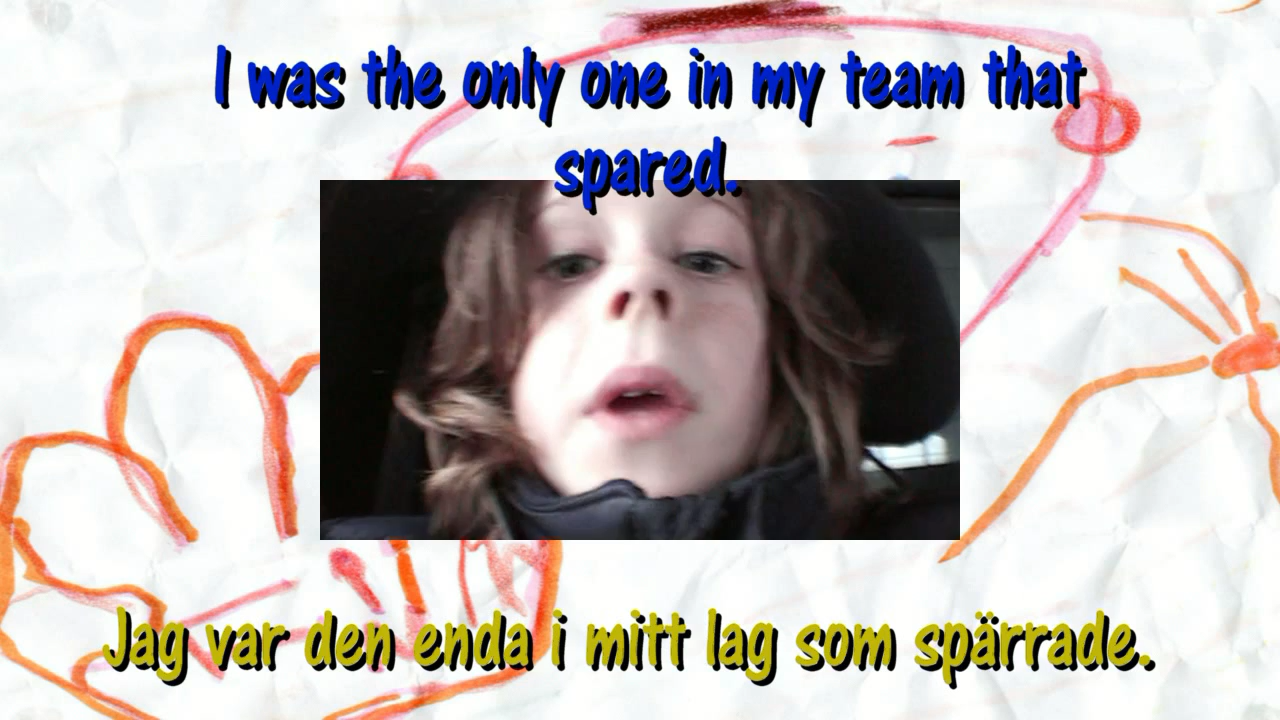 I was the only one in my team that
spared.
Jag var den enda i mitt lag som spärrade.